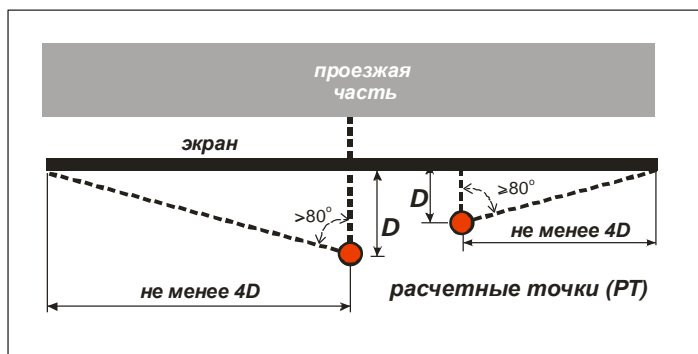 проезжая
часть
экран
>80°
D
D
≥80°
не менее 4D
не менее 4D
расчетные точки (РТ)